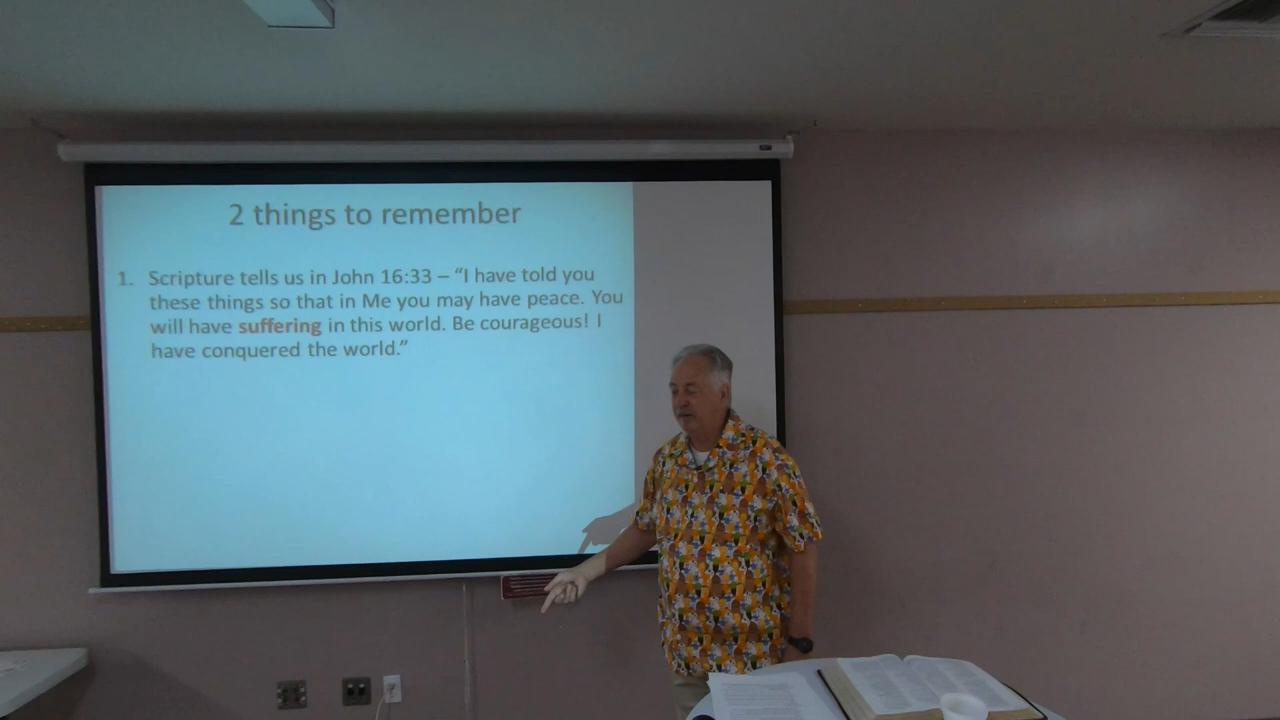 2 things to remember
1. Scripture tells us in John 16:33 – “I have told you
these things so that in Me you may have peace. You
will have suffering in this world. Be courageous! I
have conquered the world.”